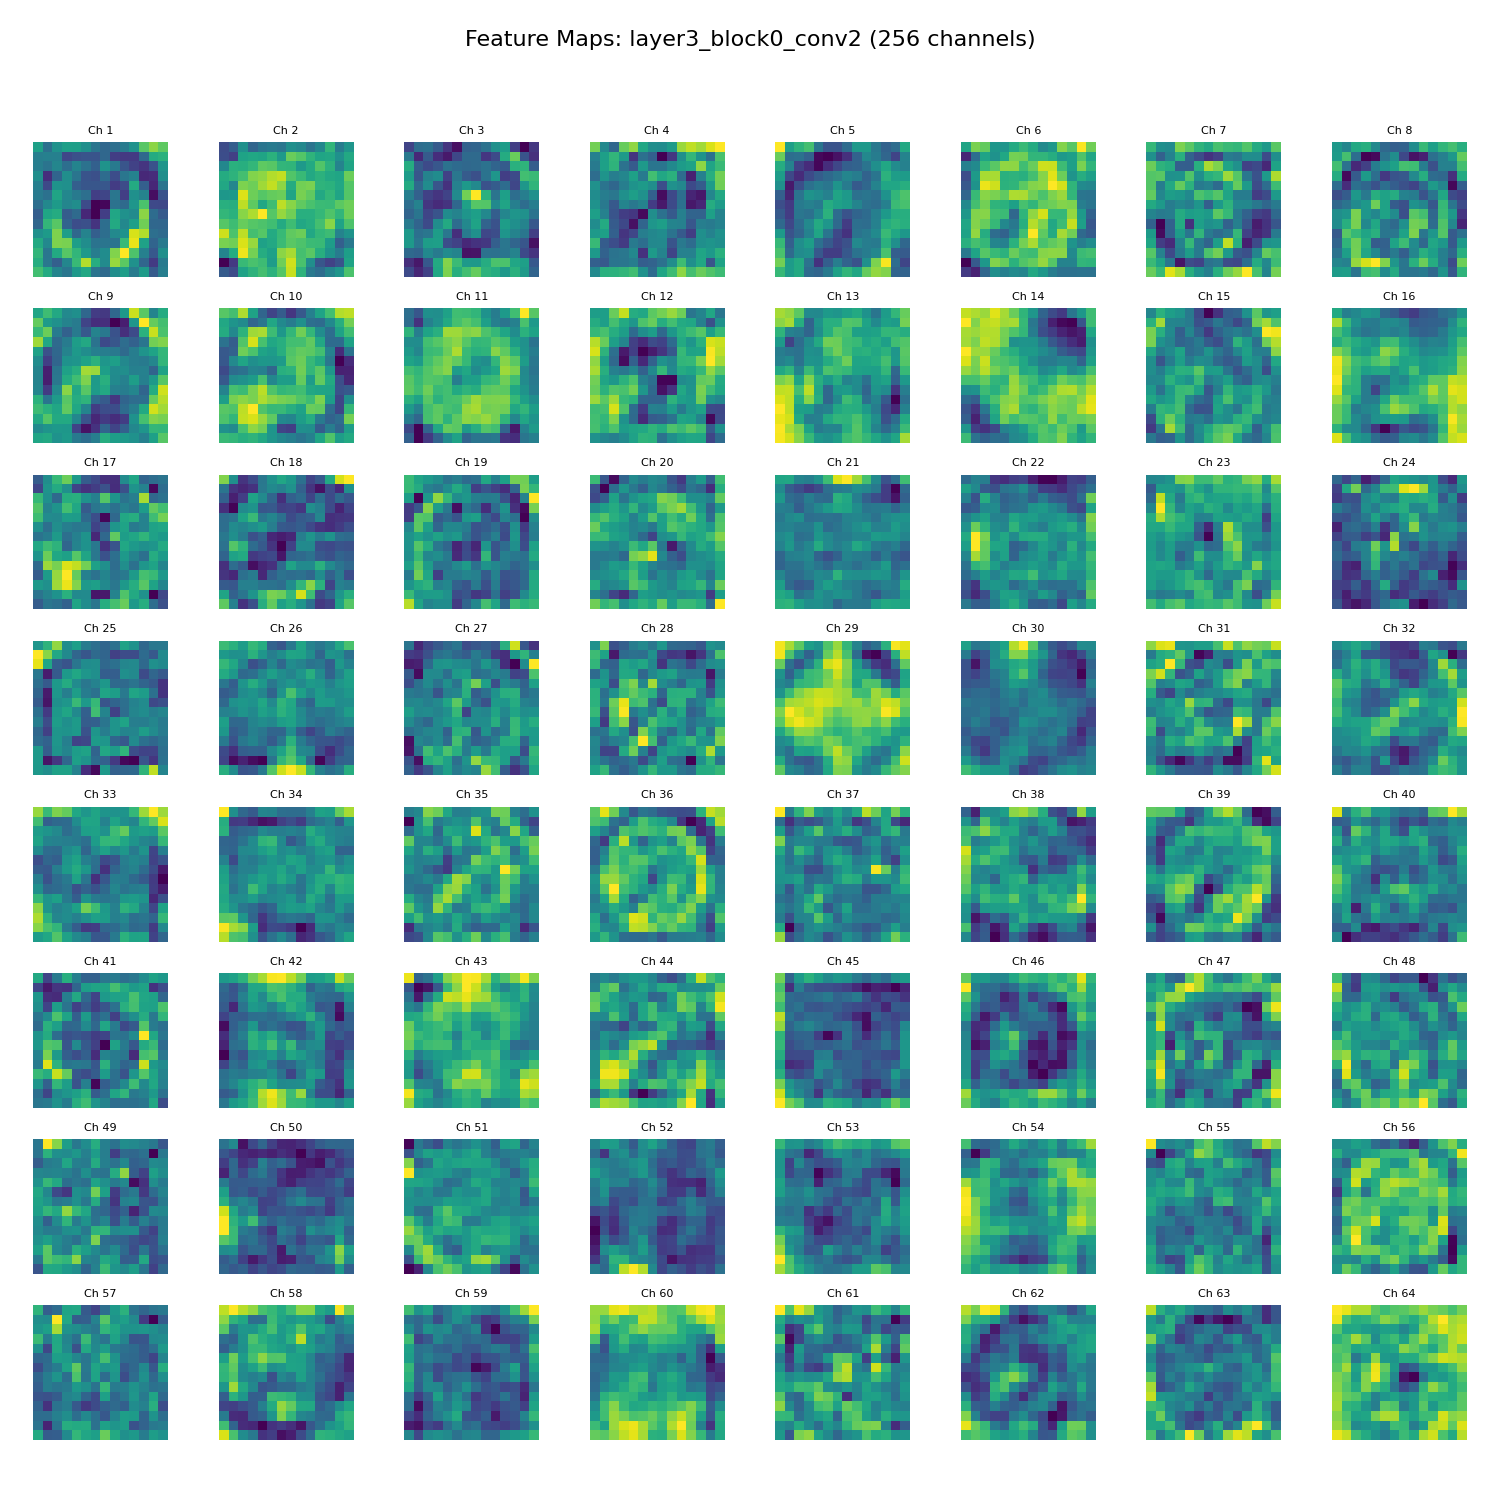 Feature Maps: layer3_block0_conv2 (256 channels)
Ch 1 Ch 2 Ch 3 Ch 4 Ch 5 Ch 6 Ch 7 Ch 8
Ch 9 Ch 10 Ch 11 Ch 12 Ch 13 Ch 14 Ch 15 Ch 16
Ch 17 Ch 18 Ch 19 Ch 20 Ch 21 Ch 22 Ch 23 Ch 24
Ch 25 Ch 26 Ch 27 Ch 28 Ch 29 Ch 30 Ch 31 Ch 32
Ch 33 Ch 34 Ch 35 Ch 36 Ch 37 Ch 38 Ch 39 Ch 40
Ch 41 Ch 42 Ch 43 Ch 44 Ch 45 Ch 46 Ch 47 Ch 48
Ch 49 Ch 50 Ch 51 Ch 52 Ch 53 Ch 54 Ch 55 Ch 56
Ch 57 Ch 58 Ch 59 Ch 60 Ch 61 Ch 62 Ch 63 Ch 64